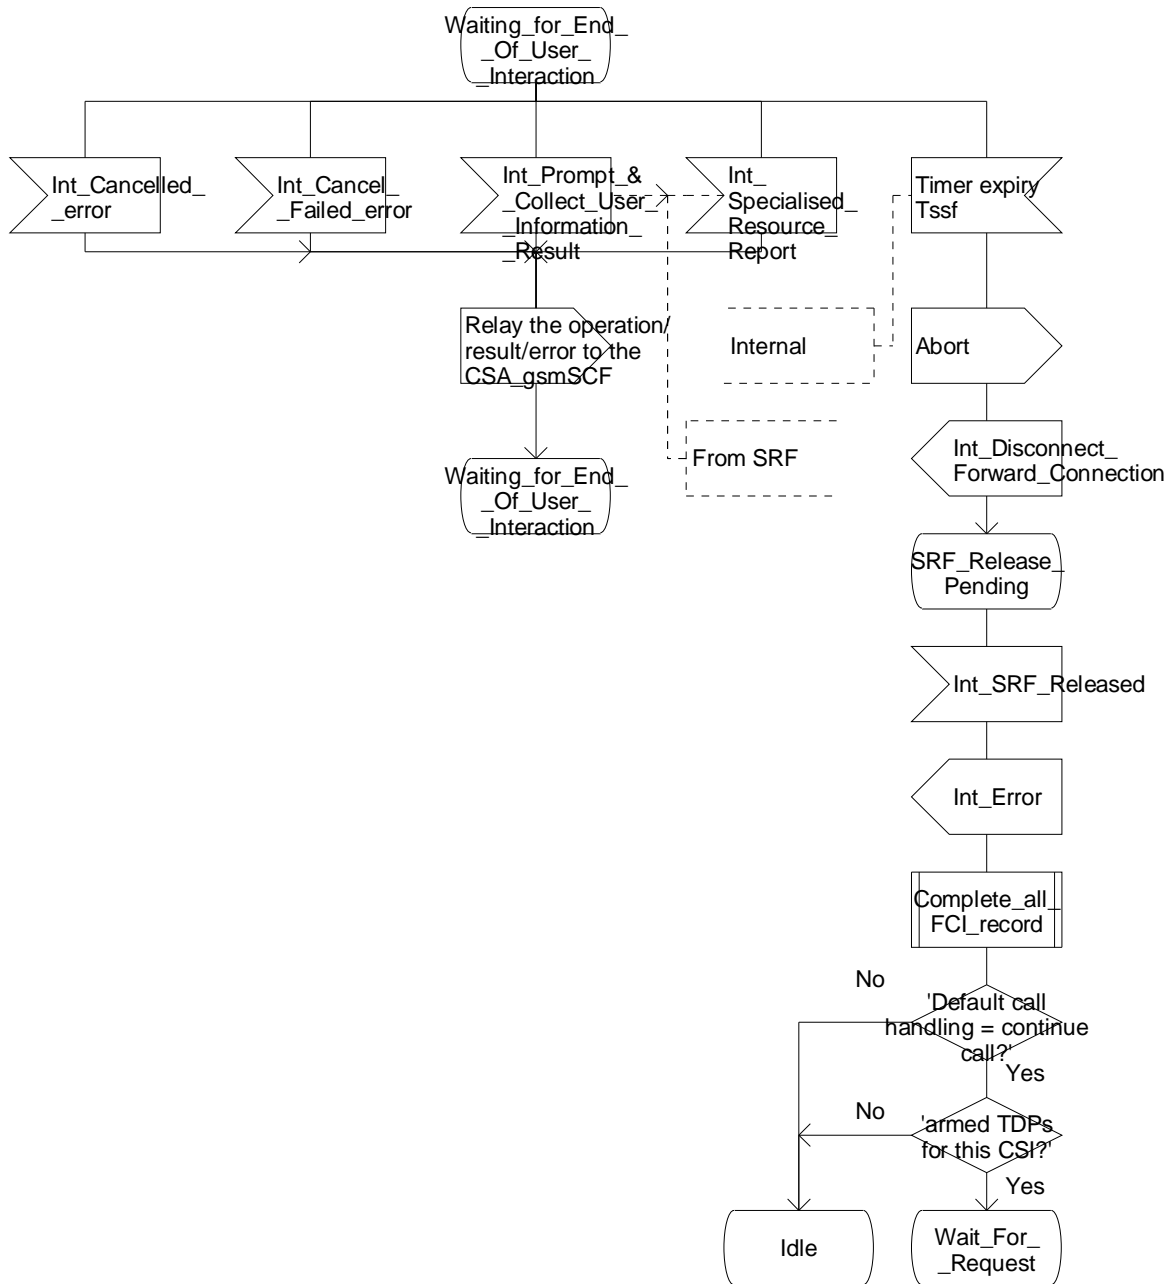 Waiting_for_End_
_Of_User_
_Interaction
Int_Cancelled_
_error
Int_Cancel_
_Failed_error
Int_Prompt_&
_Collect_User_
_Information_
_Result
Int_
Specialised_
Resource_
Report
Timer expiry
Tssf
Relay the operation/
result/error to the
CSA_gsmSCF
Internal
Abort
Waiting_for_End_
_Of_User_
_Interaction
From SRF
Int_Disconnect_
Forward_Connection
SRF_Release_
Pending
Int_SRF_Released
Int_Error
Complete_all_
FCI_record
No
'Default call
handling = continue
call?'
Yes
No
'armed TDPs
for this CSI?'
Yes
Idle
Wait_For_
_Request